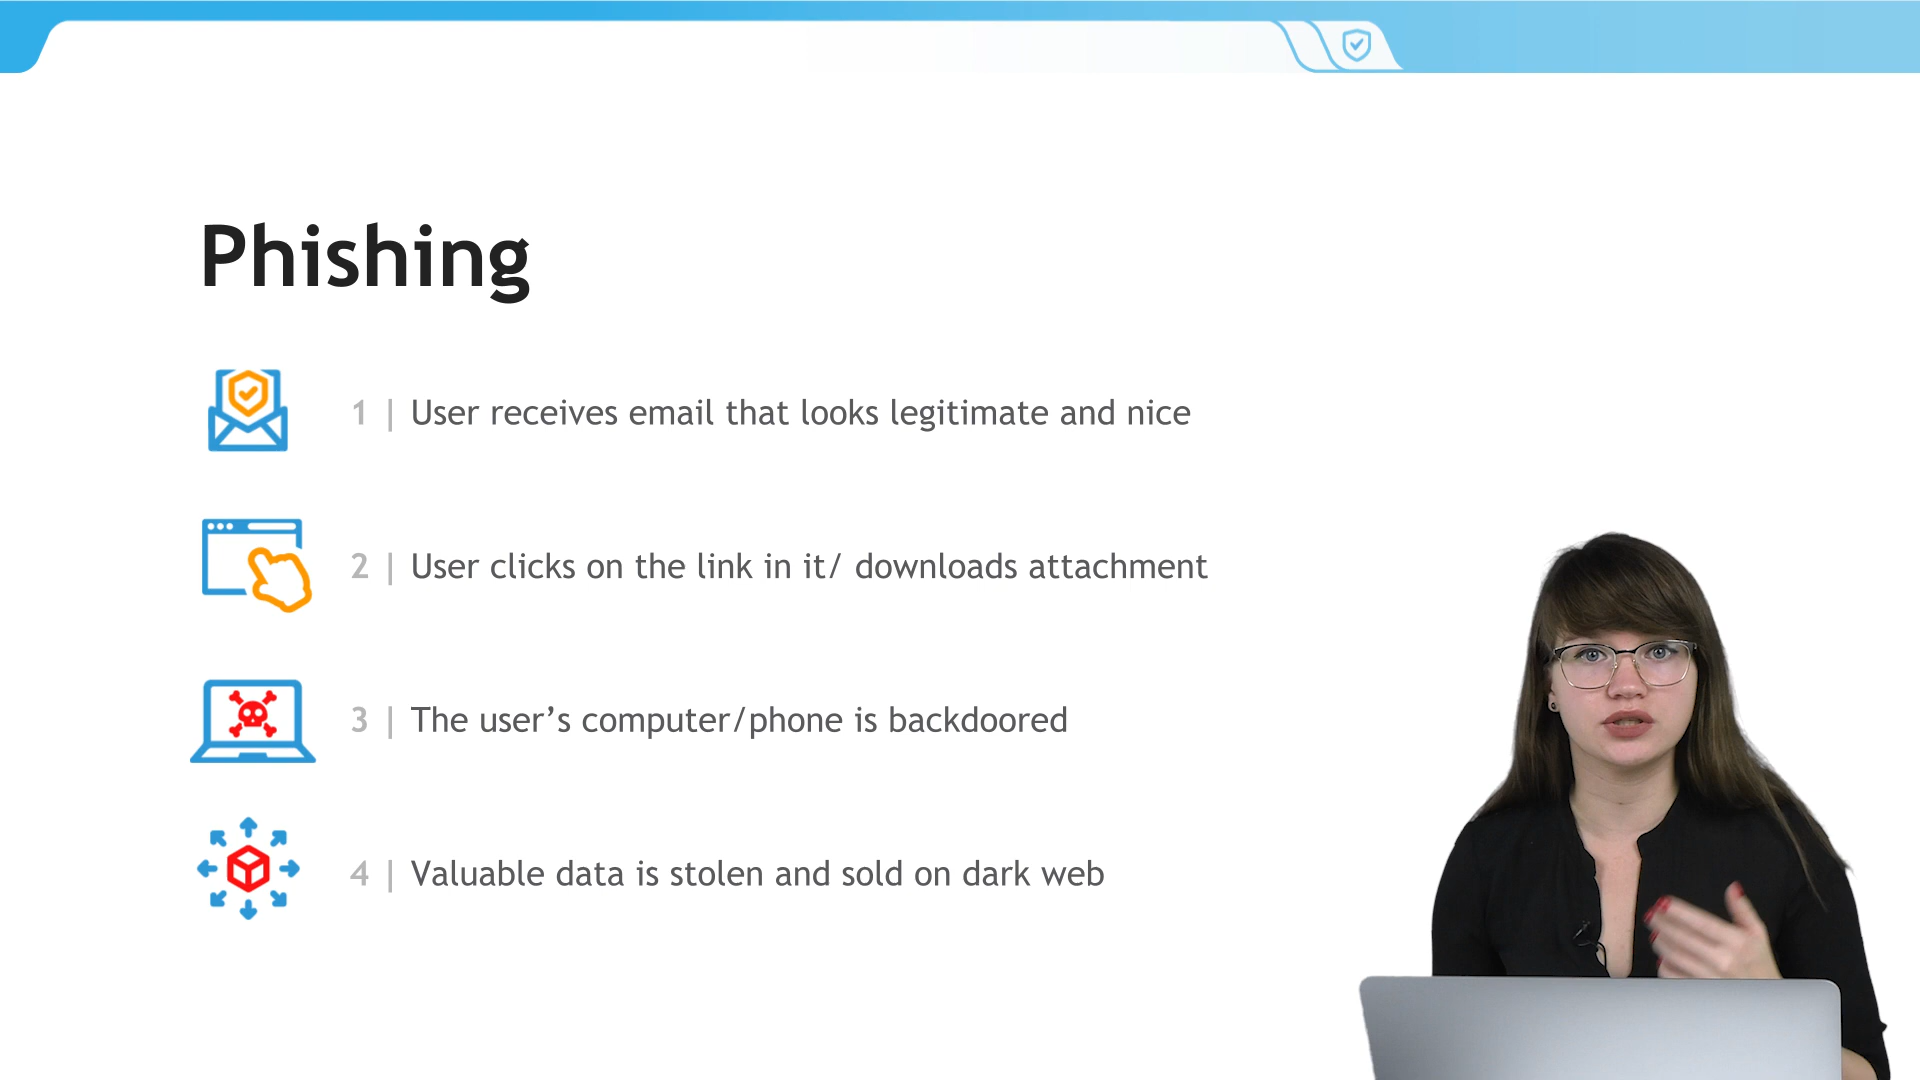 Phishing
1 | User receives email that looks legitimate and nice
2 | User clicks on the link in it/ downloads attachment
3 | The user’s computer/phone is backdoored
4 | Valuable data is stolen and sold on dark web